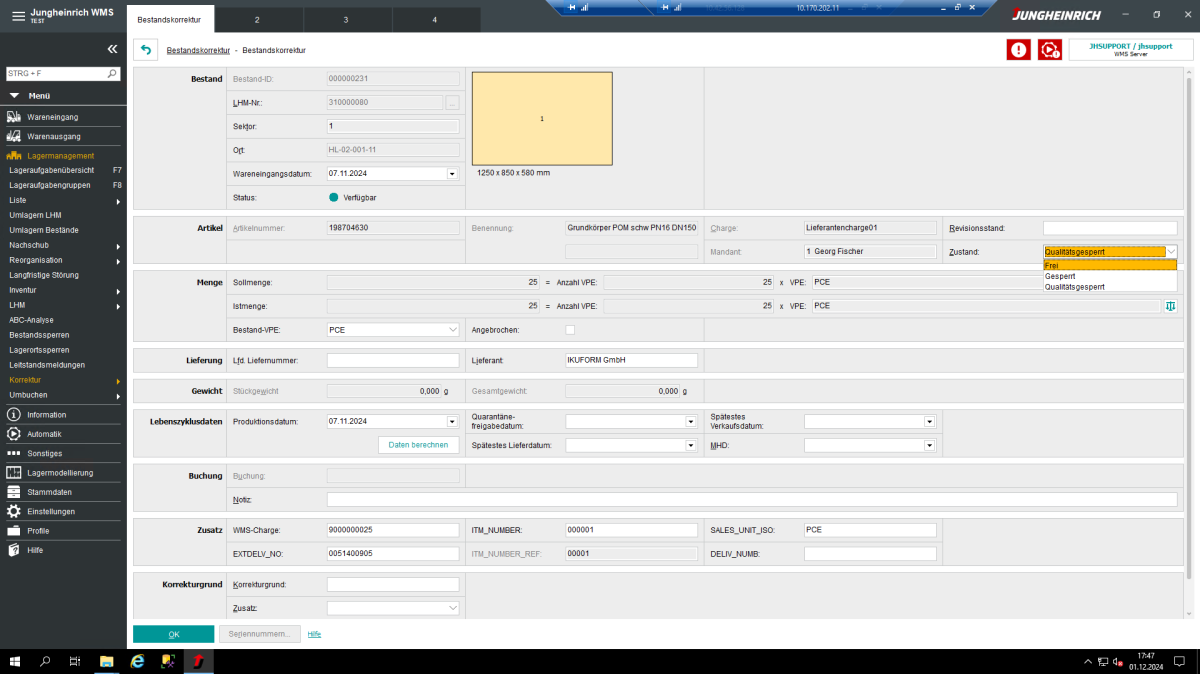 Jungheinrich WMS
TEST
Bestandskorrektur
2
3
4
10.170.202.11
JUNGHEINRICH
Bestandskorrektur - Bestandskorrektur
JHSUPPORT / jhsupport
WMS Server
STRG + F
Menü
Wareneingang
Warenausgang
Lagermanagement
Lageraufgabenübersicht F7
Lageraufgabengruppen F8
Liste
Umlagern LHM
Umlagern Bestände
Nachschub
Reorganisation
Langfristige Störung
Inventur
LHM
ABC-Analyse
Bestandssperren
Lagerortssperren
Leitstandsmeldungen
Korrektur
Umbuchen
Information
Automatik
Sonstiges
Lagermodellierung
Stammdaten
Einstellungen
Profile
Hilfe
Bestand
Bestand-ID: 000000231
LHM-Nr.: 310000080 ...
Sektor: 1
Ort: HL-02-001-11
Wareneingangsdatum: 07.11.2024
Status: Verfügbar
1
1250 x 850 x 580 mm
Artikel
Artikelnummer: 198704630
Benennung: Grundkörper POM schw PN16 DN150
Charge: Lieferantencharge01
Revisionsstand:
Mandant: 1 Georg Fischer
Zustand: Qualitätsgesperrt
Frei
Gesperrt
Qualitätsgesperrt
Menge
Sollmenge: 25 = Anzahl VPE: 25 x VPE: PCE
Istmenge: 25 = Anzahl VPE: 25 x VPE: PCE
Bestand-VPE: PCE Angebrochen:
Lieferung
Lfd. Liefernummer:
Lieferant: IKUFORM GmbH
Gewicht
Stückgewicht 0,000 g
Gesamtgewicht: 0,000 g
Lebenszyklusdaten
Produktionsdatum: 07.11.2024
Quarantäne-
freigabedatum:
Spätestes
Verkaufsdatum:
Daten berechnen
Spätestes Lieferdatum:
MHD:
Buchung
Buchung:
Notiz:
Zusatz
WMS-Charge: 9000000025
ITM_NUMBER: 000001
SALES_UNIT_ISO: PCE
EXTDELV_NO: 0051400905
ITM_NUMBER_REF: 00001
DELIV_NUMB:
Korrekturgrund
Korrekturgrund:
Zusatz:
OK
Seriennummern...
Hilfe
17:47
01.12.2024